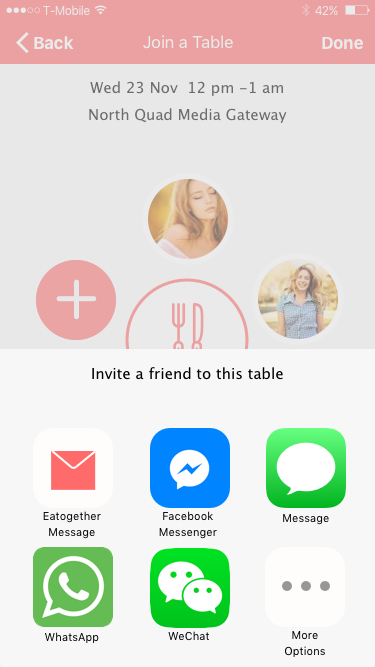 T-Mobile 42%
Back Join a Table Done
Wed 23 Nov 12 pm -1 am
North Quad Media Gateway
Invite a friend to this table
Eatogether
Message
Facebook
Messenger
Message
WhatsApp
WeChat
More
Options